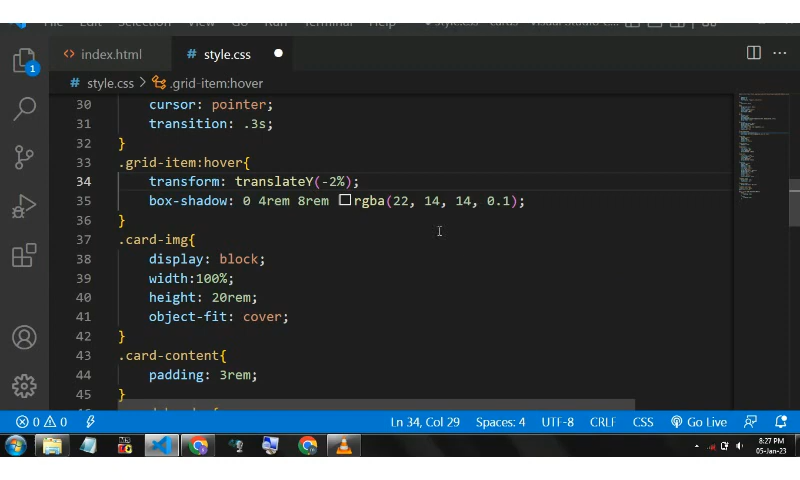 index.html
style.css
style.css
.grid-item:hover
30 cursor: pointer;
31 transition: .3s;
32 }
33 .grid-item:hover{
34 transform: translateY(-2%);
35 box-shadow: 0 4rem 8rem rgba(22, 14, 14, 0.1);
36 }
37 .card-img{
38 display: block;
39 width:100%;
40 height: 20rem;
41 object-fit: cover;
42 }
43 .card-content{
44 padding: 3rem;
45 }
1
0 0
Ln 34, Col 29
Spaces: 4
UTF-8
CRLF
CSS
Go Live
8:27 PM
05-Jan-23